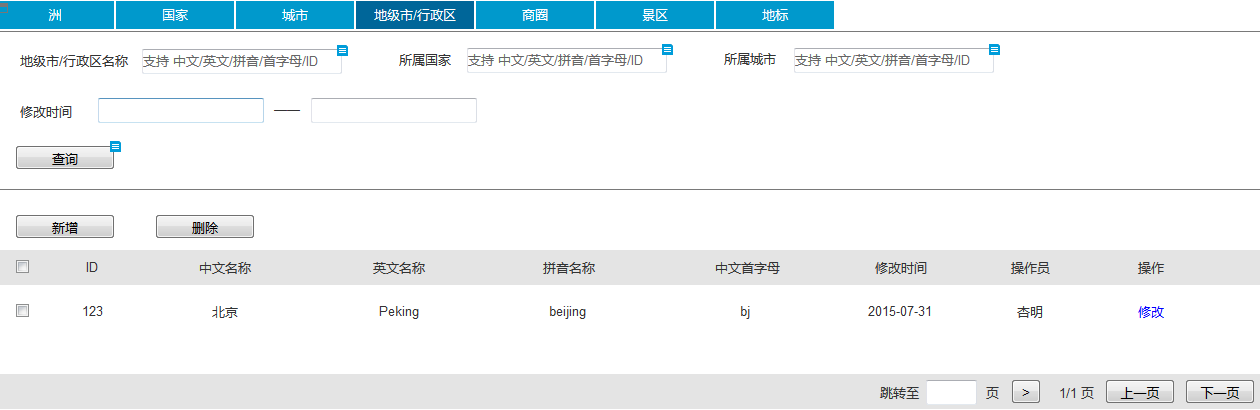 洲 国家 城市 地级市/行政区 商圈 景区 地标
地级市/行政区名称 支持 中文/英文/拼音/首字母/ID 所属国家 支持 中文/英文/拼音/首字母/ID 所属城市 支持 中文/英文/拼音/首字母/ID
修改时间 ——
查询
新增 删除
ID 中文名称 英文名称 拼音名称 中文首字母 修改时间 操作员 操作
123 北京 Peking beijing bj 2015-07-31 杏明 修改
跳转至 页 > 1/1 页 上一页 下一页